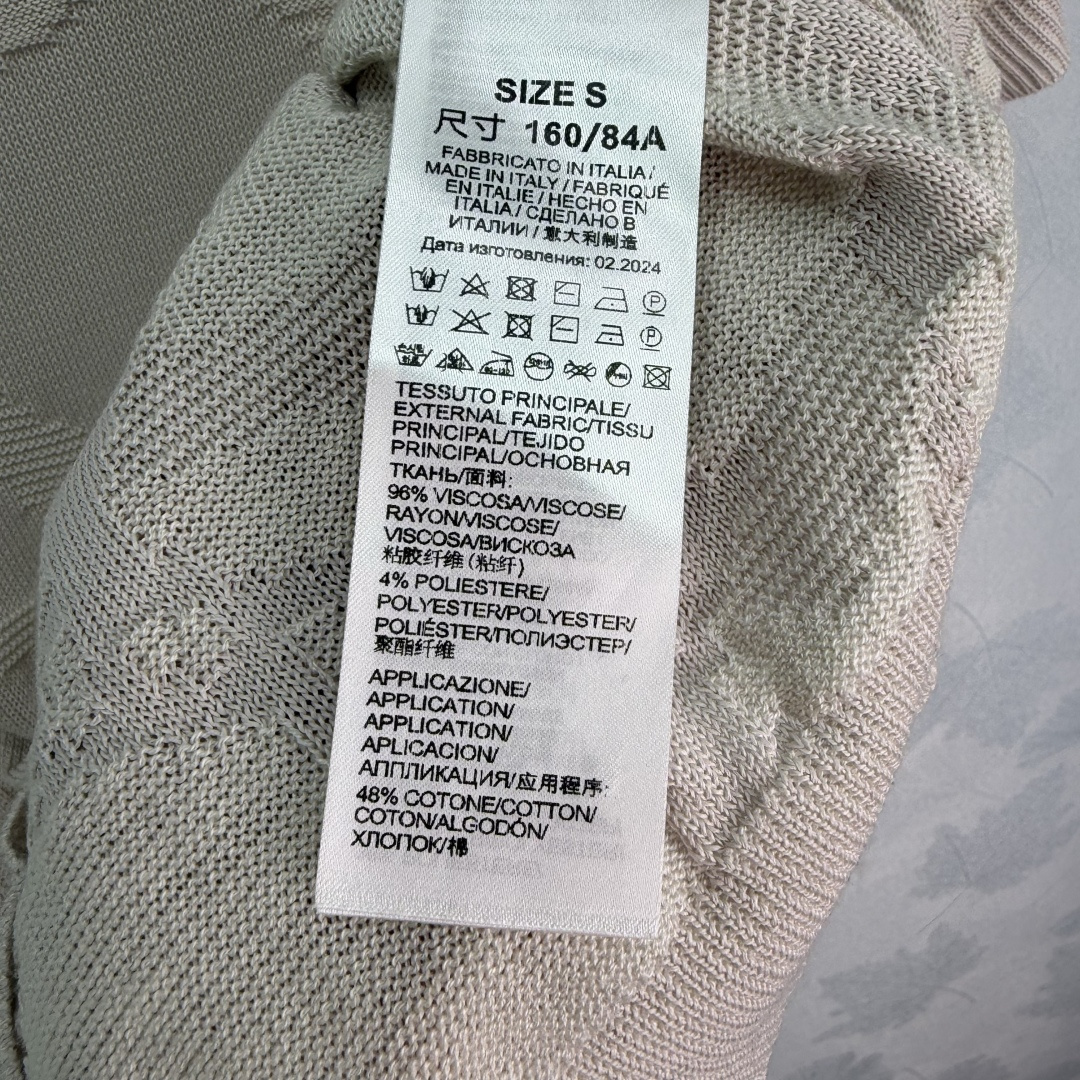 SIZE S
尺寸 160/84A
FABBRICATO IN ITALIA /
MADE IN ITALY / FABRIQUÉ
EN ITALIE / HECHO EN
ITALIA / СДЕЛАНО В
ИТАЛИИ / 意大利制造
Дата изготовления: 02.2024
TESSUTO PRINCIPALE/
EXTERNAL FABRIC/TISSU
PRINCIPAL/TEJIDO
PRINCIPAL/ОСНОВНАЯ
ТКАНЬ/面料:
96% VISCOSA/VISCOSE/
RAYON/VISCOSE/
VISCOSA/ВИСКОЗА
粘胶纤维 (粘纤)
4% POLIESTERE/
POLYESTER/POLYESTER/
POLIÉSTER/ПОЛИЭСТЕР/
聚酯纤维
APPLICAZIONE/
APPLICATION/
APPLICATION/
APLICACION/
АППЛИКАЦИЯ/应用程序:
48% COTONE/COTTON/
COTON/ALGODÓN/
ХЛОПОК/棉